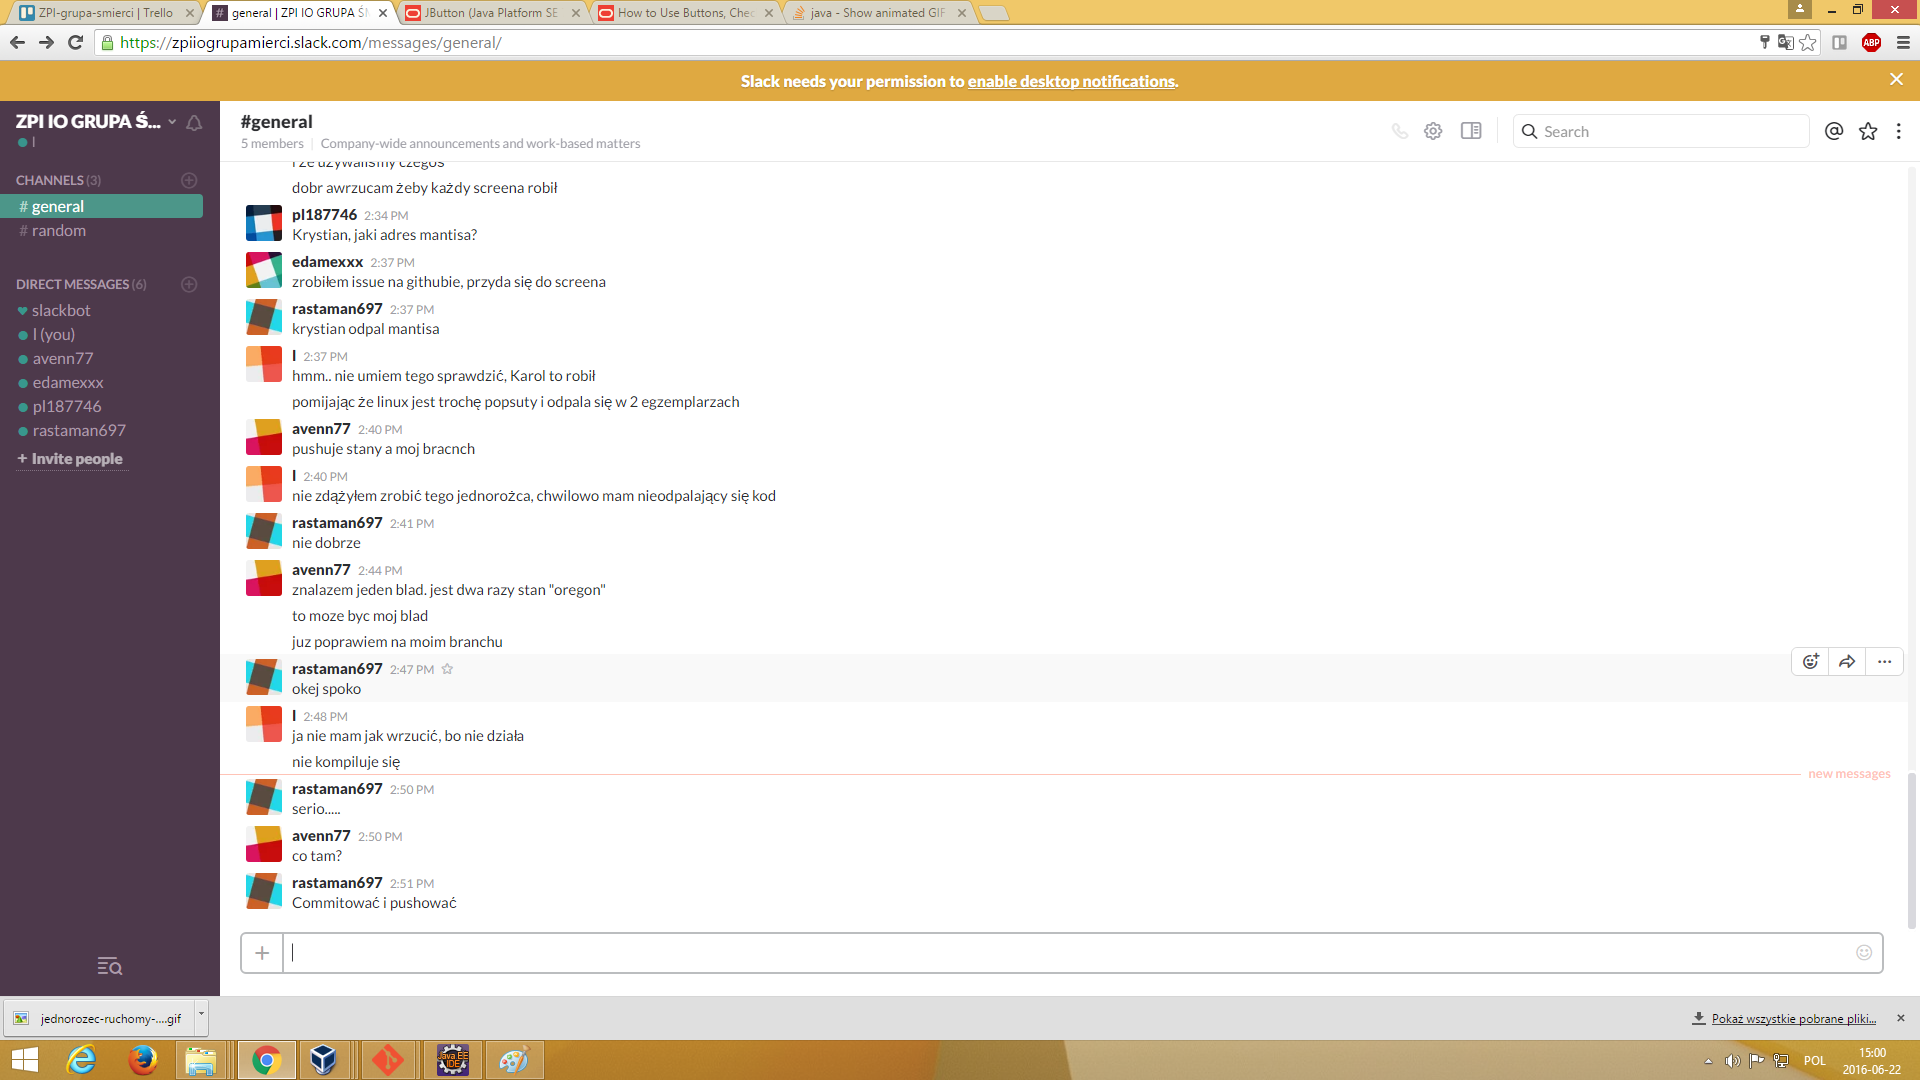 ZPI-grupa-smierci | Trello
general | ZPI IO GRUPA ŚM
JButton (Java Platform SE
How to Use Buttons, Chec
java - Show animated GIF
https://zpiiogrupamierci.slack.com/messages/general/
ABP
Slack needs your permission to enable desktop notifications.
ZPI IO GRUPA Ś...
l
CHANNELS (3)
# general
# random
DIRECT MESSAGES (6)
slackbot
l (you)
avenn77
edamexxx
pl187746
rastaman697
+ Invite people
#general
5 members | Company-wide announcements and work-based matters
Search
i że używaliśmy czegoś
dobr awrzucam żeby każdy screena robił
pl187746 2:34 PM
Krystian, jaki adres mantisa?
edamexxx 2:37 PM
zrobiłem issue na githubie, przyda się do screena
rastaman697 2:37 PM
krystian odpal mantisa
l 2:37 PM
hmm.. nie umiem tego sprawdzić, Karol to robił
pomijając że linux jest trochę popsuty i odpala się w 2 egzemplarzach
avenn77 2:40 PM
pushuje stany a moj bracnch
l 2:40 PM
nie zdążyłem zrobić tego jednorożca, chwilowo mam nieodpalający się kod
rastaman697 2:41 PM
nie dobrze
avenn77 2:44 PM
znalazem jeden blad. jest dwa razy stan "oregon"
to moze byc moj blad
juz poprawiem na moim branchu
rastaman697 2:47 PM
okej spoko
l 2:48 PM
ja nie mam jak wrzucić, bo nie działa
nie kompiluje się
new messages
rastaman697 2:50 PM
serio.....
avenn77 2:50 PM
co tam?
rastaman697 2:51 PM
Commitować i pushować
jednorozec-ruchomy-....gif
Pokaż wszystkie pobrane pliki...
Java EE
IDE
POL
15:00
2016-06-22